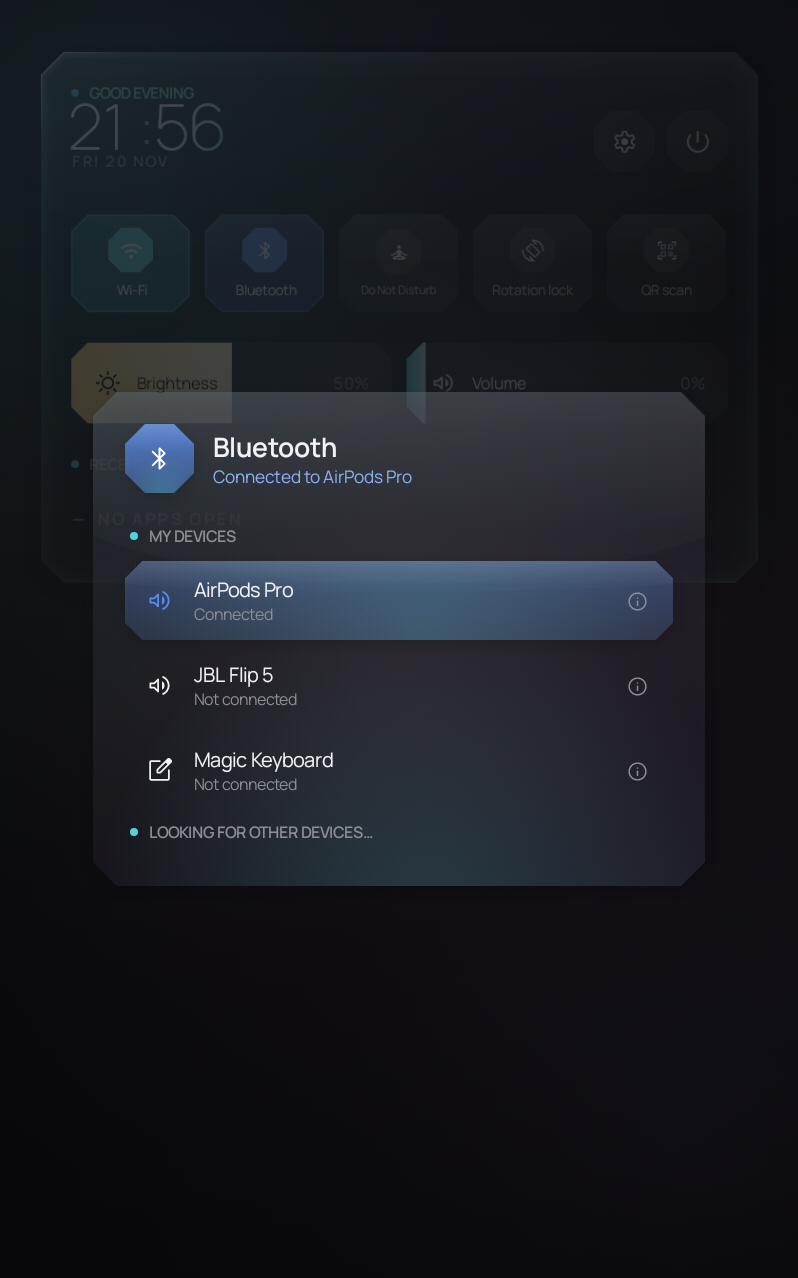 GOOD EVENING
21:56
FRI 20 NOV
Wi-Fi
Bluetooth
Do Not Disturb
Rotation lock
QR scan
Brightness
50%
Volume
0%
Bluetooth
Connected to AirPods Pro
NO APPS OPEN
MY DEVICES
AirPods Pro
Connected
JBL Flip 5
Not connected
Magic Keyboard
Not connected
LOOKING FOR OTHER DEVICES...